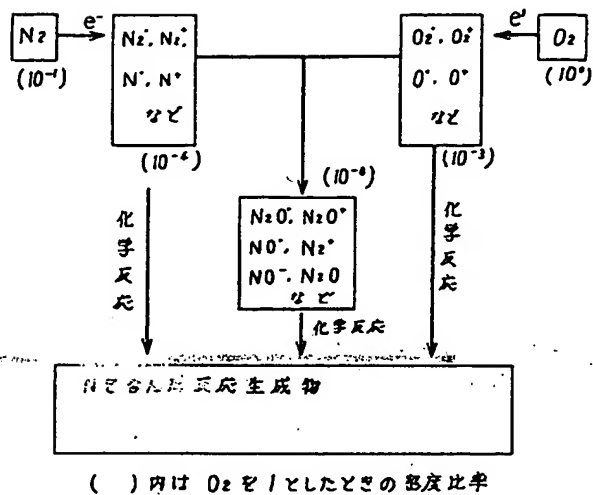 N₂
e⁻
(10⁻¹)
N₂˙, N₂⁺,
N˙, N⁺
など
(10⁻⁴)
O₂˙, O₂⁺
O˙, O⁺
など
(10⁻³)
e⁻
O₂
(10⁰)
(10⁻⁸)
N₂O˙, N₂O⁺
NO˙, N₂⁺
NO⁻, N₂O
など
化学反応
化学反応
化学反応
反応生成物
( )内は O₂を1としたときの密度比率